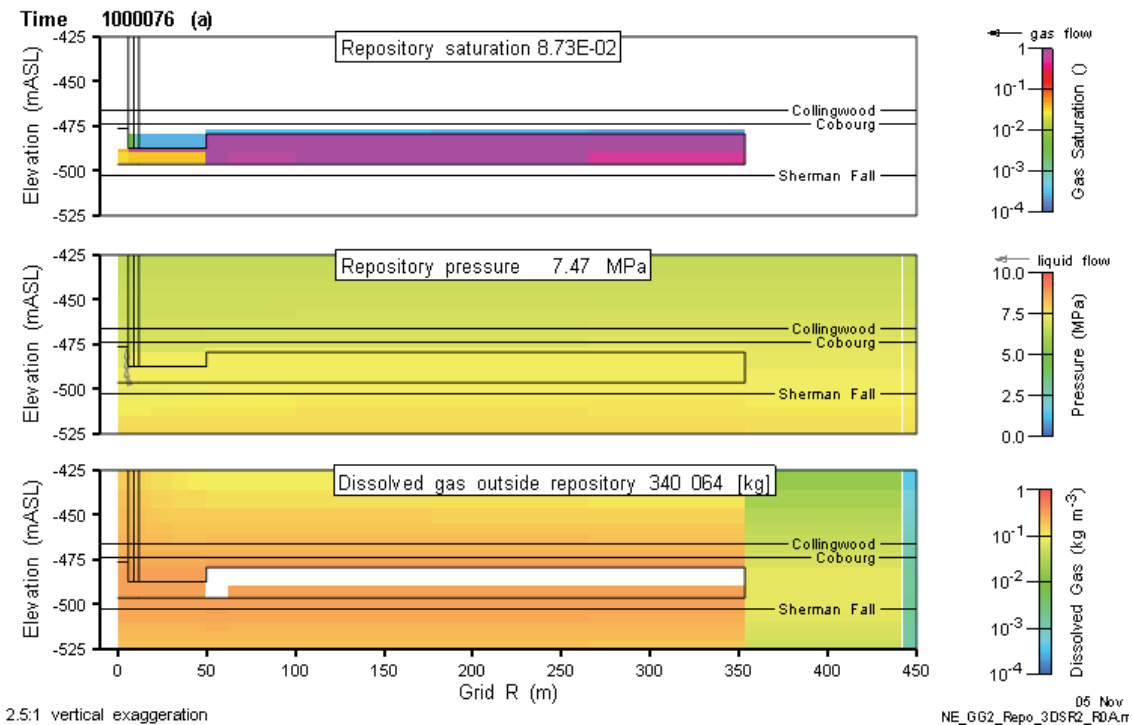 Time 1000076 (a)
Repository saturation 8.73E-02
gas flow
-425
-450
-475
-500
-525
Elevation (mASL)
Collingwood
Cobourg
Sherman Fall
1
10-1
10-2
10-3
10-4
Gas Saturation ()
Repository pressure 7.47 MPa
liquid flow
-425
-450
-475
-500
-525
Elevation (mASL)
Collingwood
Cobourg
Sherman Fall
10.0
7.5
5.0
2.5
0.0
Pressure (MPa)
Dissolved gas outside repository 340 064 [kg]
-425
-450
-475
-500
-525
Elevation (mASL)
Collingwood
Cobourg
Sherman Fall
1
10-1
10-2
10-3
10-4
Dissolved Gas (kg m-3)
0 50 100 150 200 250 300 350 400 450
Grid R (m)
2.5:1 vertical exaggeration
05 Nov
NE_GG2_Repo_3DSR2_R0A.m